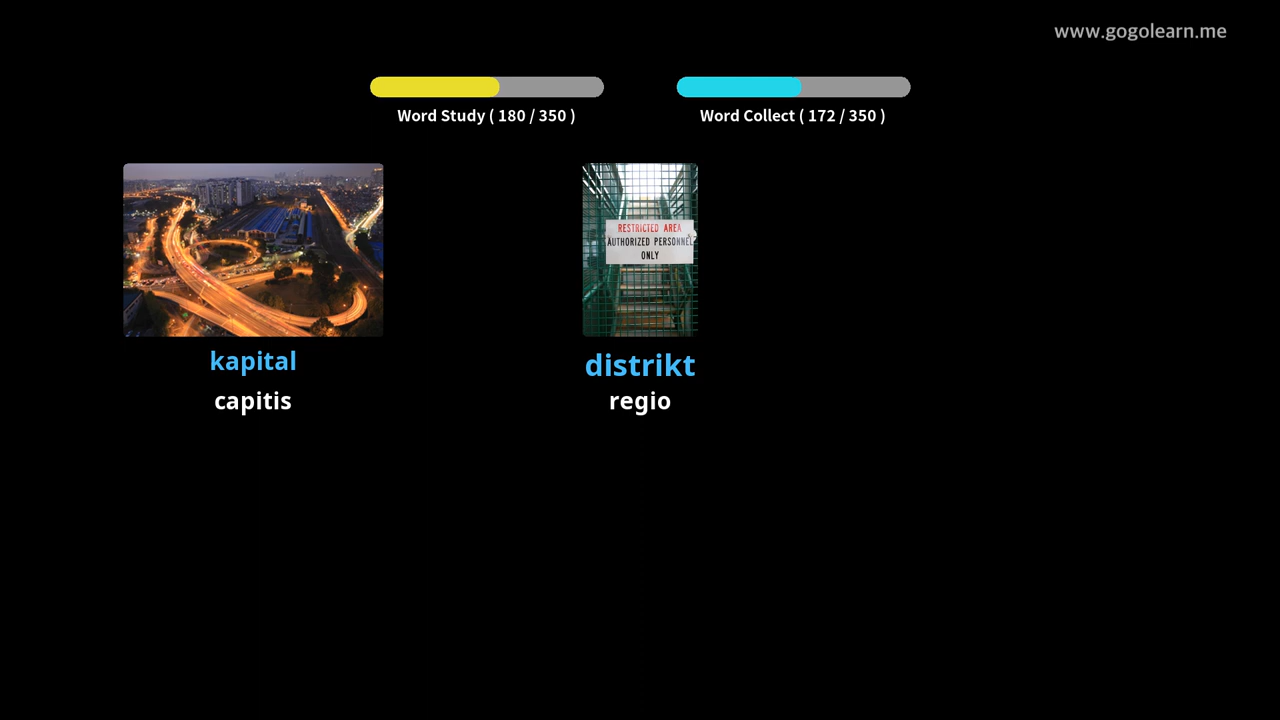 www.gogolearn.me
Word Study ( 180 / 350 )
Word Collect ( 172 / 350 )
RESTRICTED AREA
AUTHORIZED PERSONNEL
ONLY
kapital
distrikt
capitis
regio